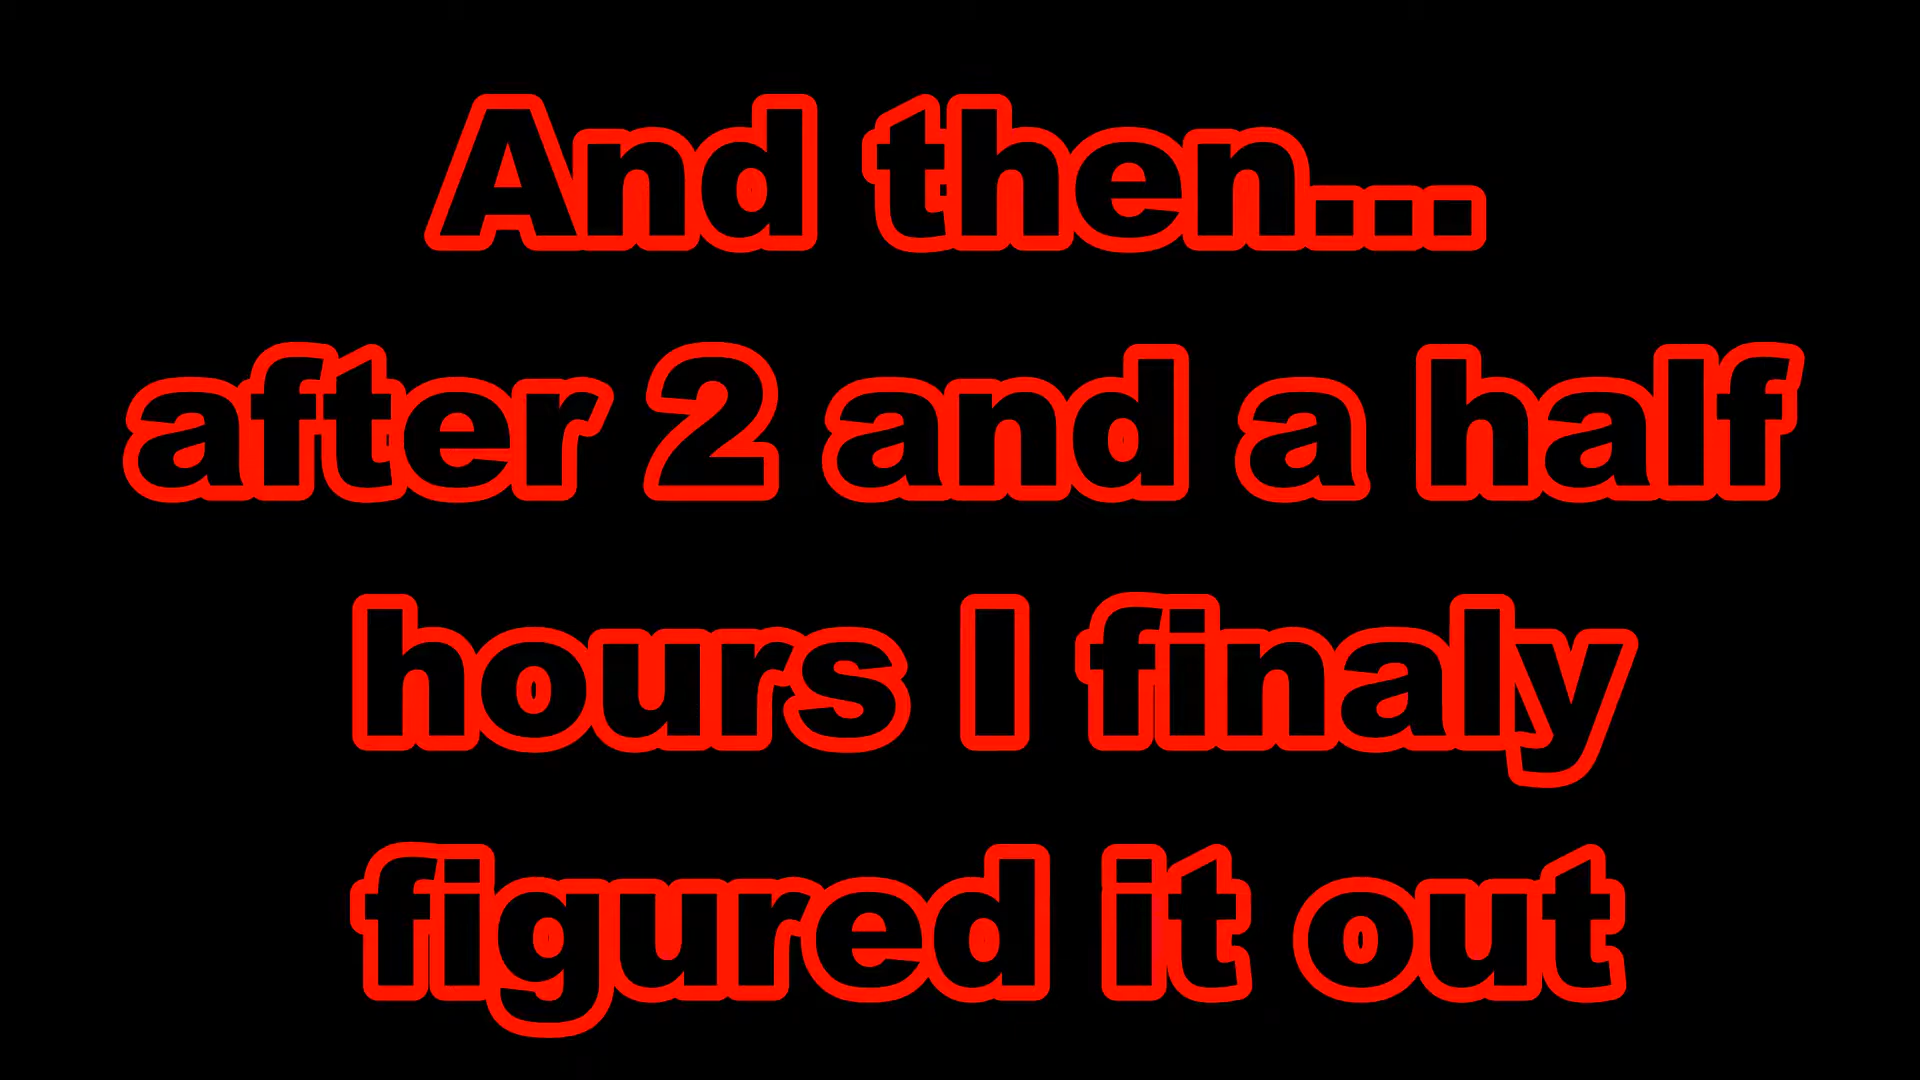 And then...
after 2 and a half
hours I finaly
figured it out